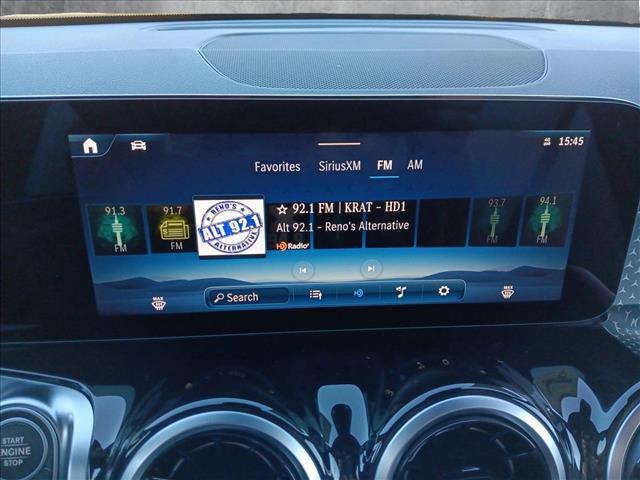 15:45
Favorites SiriusXM FM AM
91.3 FM
91.7 FM
RENO'S
ALT 92.1
ALTERNATIVE
☆ 92.1 FM | KRAT - HD1
Alt 92.1 - Reno's Alternative
HD Radio
93.7 FM
94.1 FM
MAX
Search
MAX
START
ENGINE
STOP
1 0